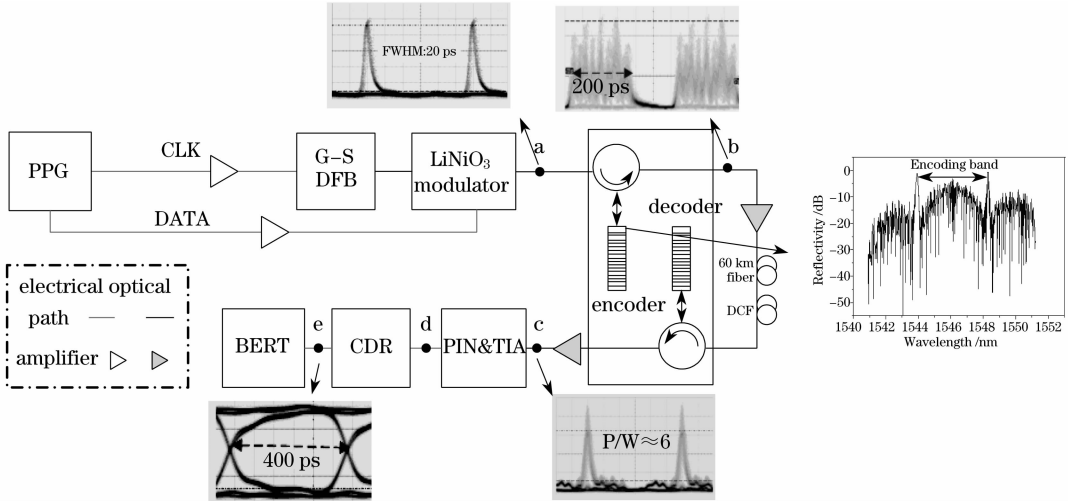 FWHM:20 ps
200 ps
PPG
CLK
G-S
DFB
LiNiO₃
modulator
a
b
DATA
decoder
encoder
60 km
fiber
DCF
Encoding band
Reflectivity /dB
0
-10
-20
-30
-40
-50
1540 1542 1544 1546 1548 1550 1552
Wavelength /nm
electrical optical
path
amplifier
BERT
e
CDR
d
PIN&TIA
c
400 ps
P/W≈6